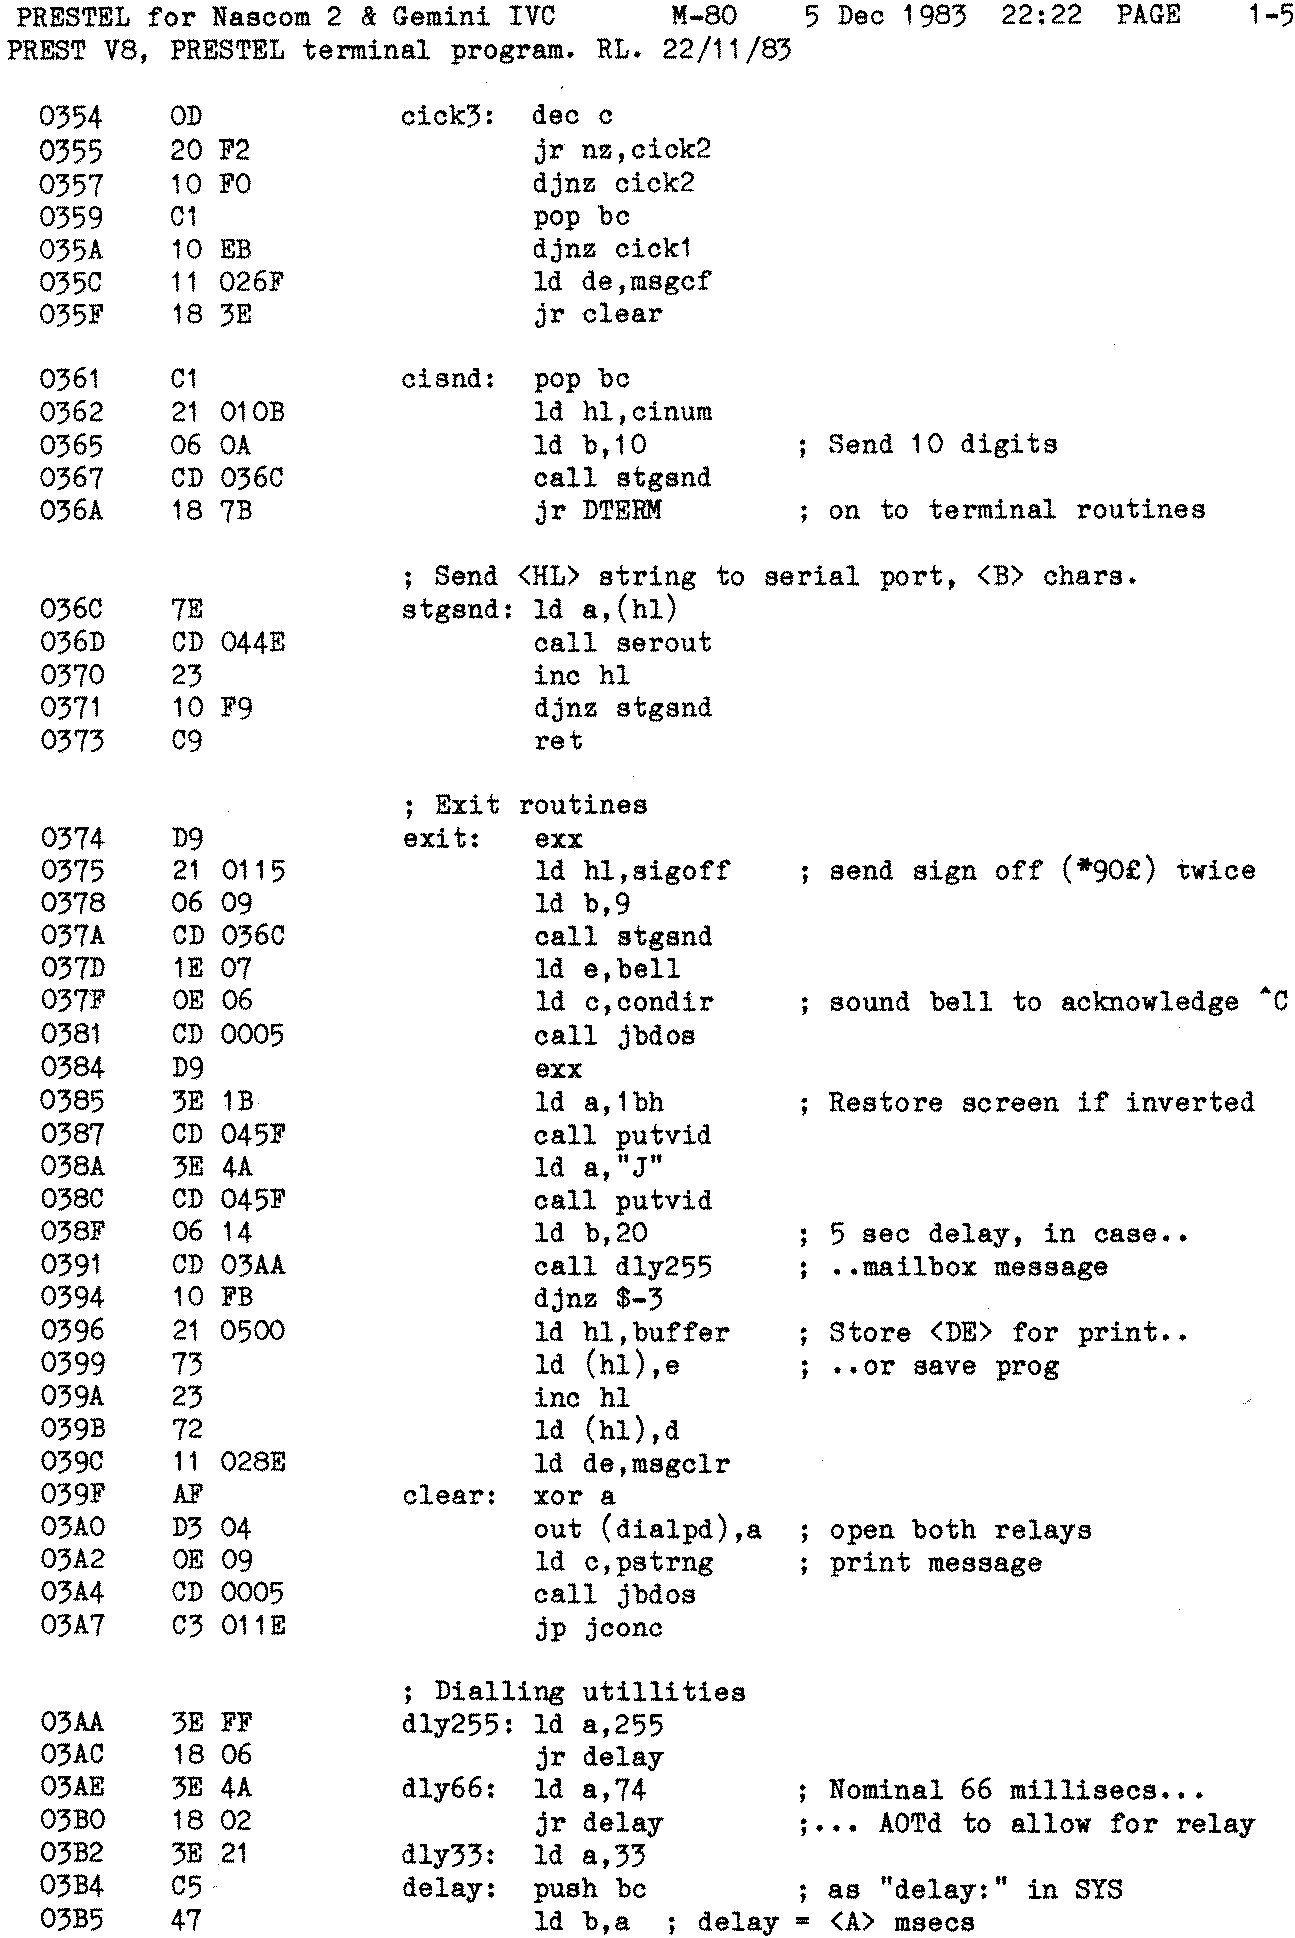 PRESTEL for Nascom 2 & Gemini IVC M-80 5 Dec 1983 22:22 PAGE 1-5
PREST V8, PRESTEL terminal program. RL. 22/11/83
0354 0D cick3: dec c
0355 20 F2 jr nz,cick2
0357 10 F0 djnz cick2
0359 C1 pop bc
035A 10 EB djnz cick1
035C 11 026F ld de,msgcf
035F 18 3E jr clear
0361 C1 cisnd: pop bc
0362 21 010B ld hl,cinum
0365 06 0A ld b,10 ; Send 10 digits
0367 CD 036C call stgsnd
036A 18 7B jr DTERM ; on to terminal routines
; Send <HL> string to serial port, <B> chars.
036C 7E stgsnd: ld a,(hl)
036D CD 044E call serout
0370 23 inc hl
0371 10 F9 djnz stgsnd
0373 C9 ret
; Exit routines
0374 D9 exit: exx
0375 21 0115 ld hl,sigoff ; send sign off (*90£) twice
0378 06 09 ld b,9
037A CD 036C call stgsnd
037D 1E 07 ld e,bell
037F 0E 06 ld c,condir ; sound bell to acknowledge ^C
0381 CD 0005 call jbdos
0384 D9 exx
0385 3E 1B ld a,1bh ; Restore screen if inverted
0387 CD 045F call putvid
038A 3E 4A ld a,"J"
038C CD 045F call putvid
038F 06 14 ld b,20 ; 5 sec delay, in case..
0391 CD 03AA call dly255 ; ..mailbox message
0394 10 FB djnz $-3
0396 21 0500 ld hl,buffer ; Store <DE> for print..
0399 73 ld (hl),e ; ..or save prog
039A 23 inc hl
039B 72 ld (hl),d
039C 11 028E ld de,msgclr
039F AF clear: xor a
03A0 D3 04 out (dialpd),a ; open both relays
03A2 0E 09 ld c,pstrng ; print message
03A4 CD 0005 call jbdos
03A7 C3 011E jp jconc
; Dialling utillities
03AA 3E FF dly255: ld a,255
03AC 18 06 jr delay
03AE 3E 4A dly66: ld a,74 ; Nominal 66 millisecs...
03B0 18 02 jr delay ;... AOTd to allow for relay
03B2 3E 21 dly33: ld a,33
03B4 C5 delay: push bc ; as "delay:" in SYS
03B5 47 ld b,a ; delay = <A> msecs